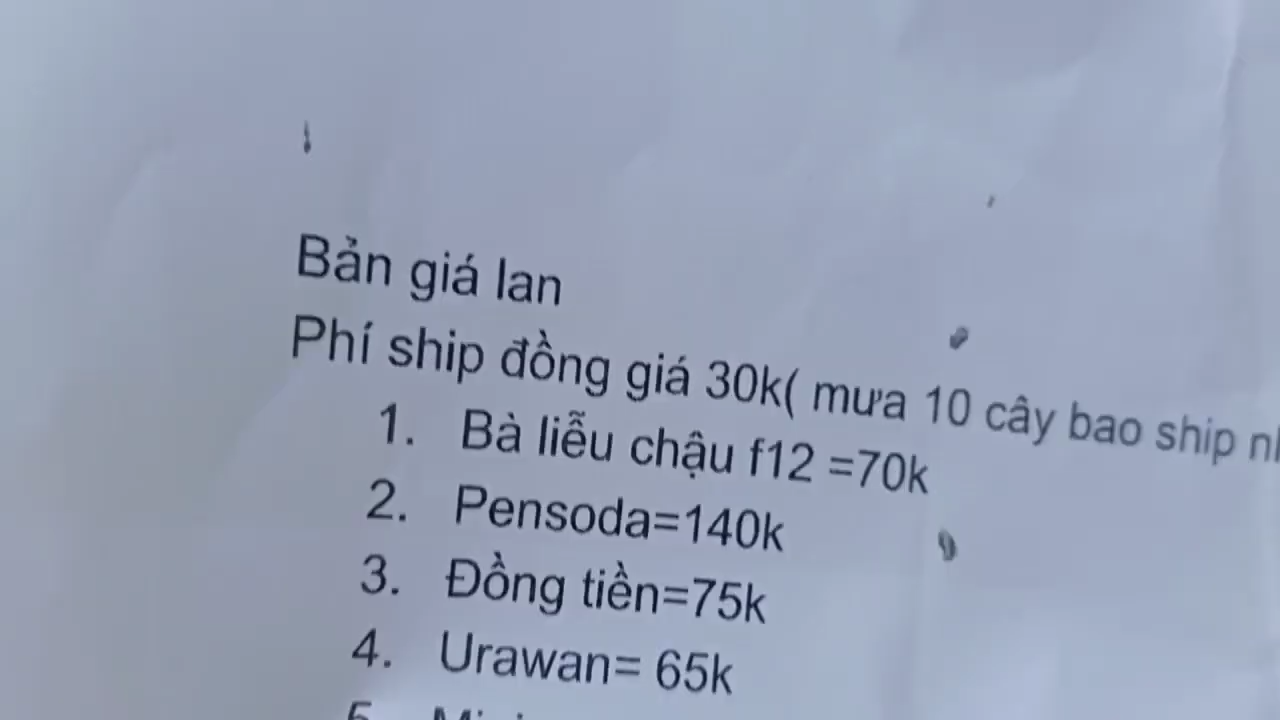 Bản giá lan
Phí ship đồng giá 30k( mưa 10 cây bao ship
1. Bà liễu chậu f12 =70k
2. Pensoda=140k
3. Đồng tiền=75k
4. Urawan= 65k
5.